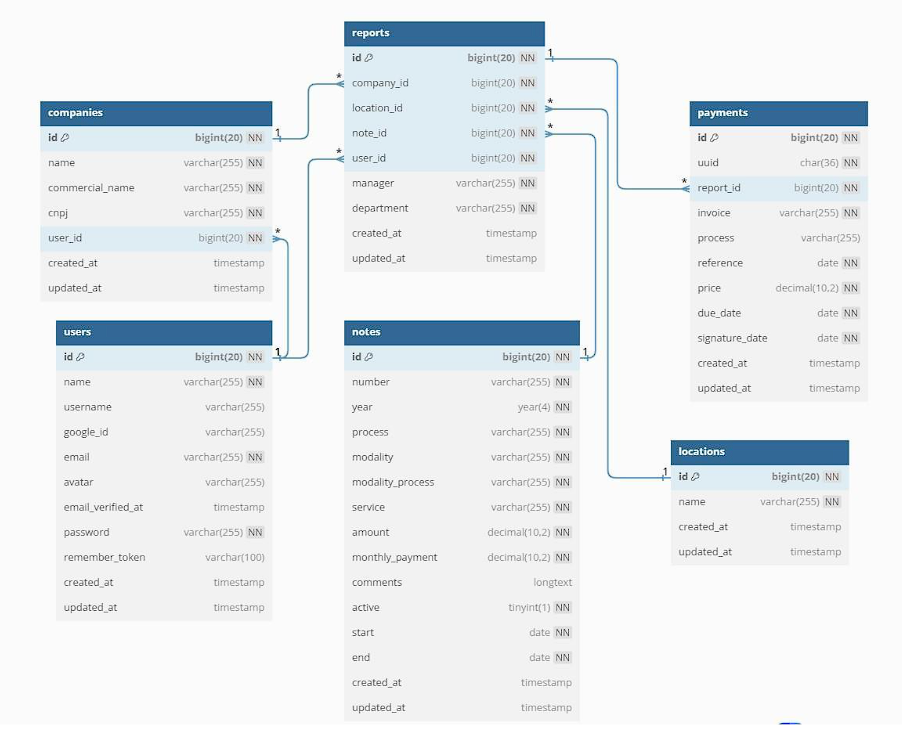 reports
id bigint(20) NN
company_id bigint(20) NN
location_id bigint(20) NN
note_id bigint(20) NN
user_id bigint(20) NN
manager varchar(255) NN
department varchar(255) NN
created_at timestamp
updated_at timestamp
1
*
*
*
*
companies
id bigint(20) NN
name varchar(255) NN
commercial_name varchar(255) NN
cnpj varchar(255) NN
user_id bigint(20) NN
created_at timestamp
updated_at timestamp
1
*
payments
id bigint(20) NN
uuid char(36) NN
report_id bigint(20) NN
invoice varchar(255) NN
process varchar(255)
reference date NN
price decimal(10,2) NN
due_date date NN
signature_date date NN
created_at timestamp
updated_at timestamp
*
users
id bigint(20) NN
name varchar(255) NN
username varchar(255)
google_id varchar(255)
email varchar(255) NN
avatar varchar(255)
email_verified_at timestamp
password varchar(255) NN
remember_token varchar(100)
created_at timestamp
updated_at timestamp
1
notes
id bigint(20) NN
number varchar(255) NN
year year(4) NN
process varchar(255) NN
modality varchar(255) NN
modality_process varchar(255) NN
service varchar(255) NN
amount decimal(10,2) NN
monthly_payment decimal(10,2) NN
comments longtext
active tinyint(1) NN
start date NN
end date NN
created_at timestamp
updated_at timestamp
1
locations
id bigint(20) NN
name varchar(255) NN
created_at timestamp
updated_at timestamp
1